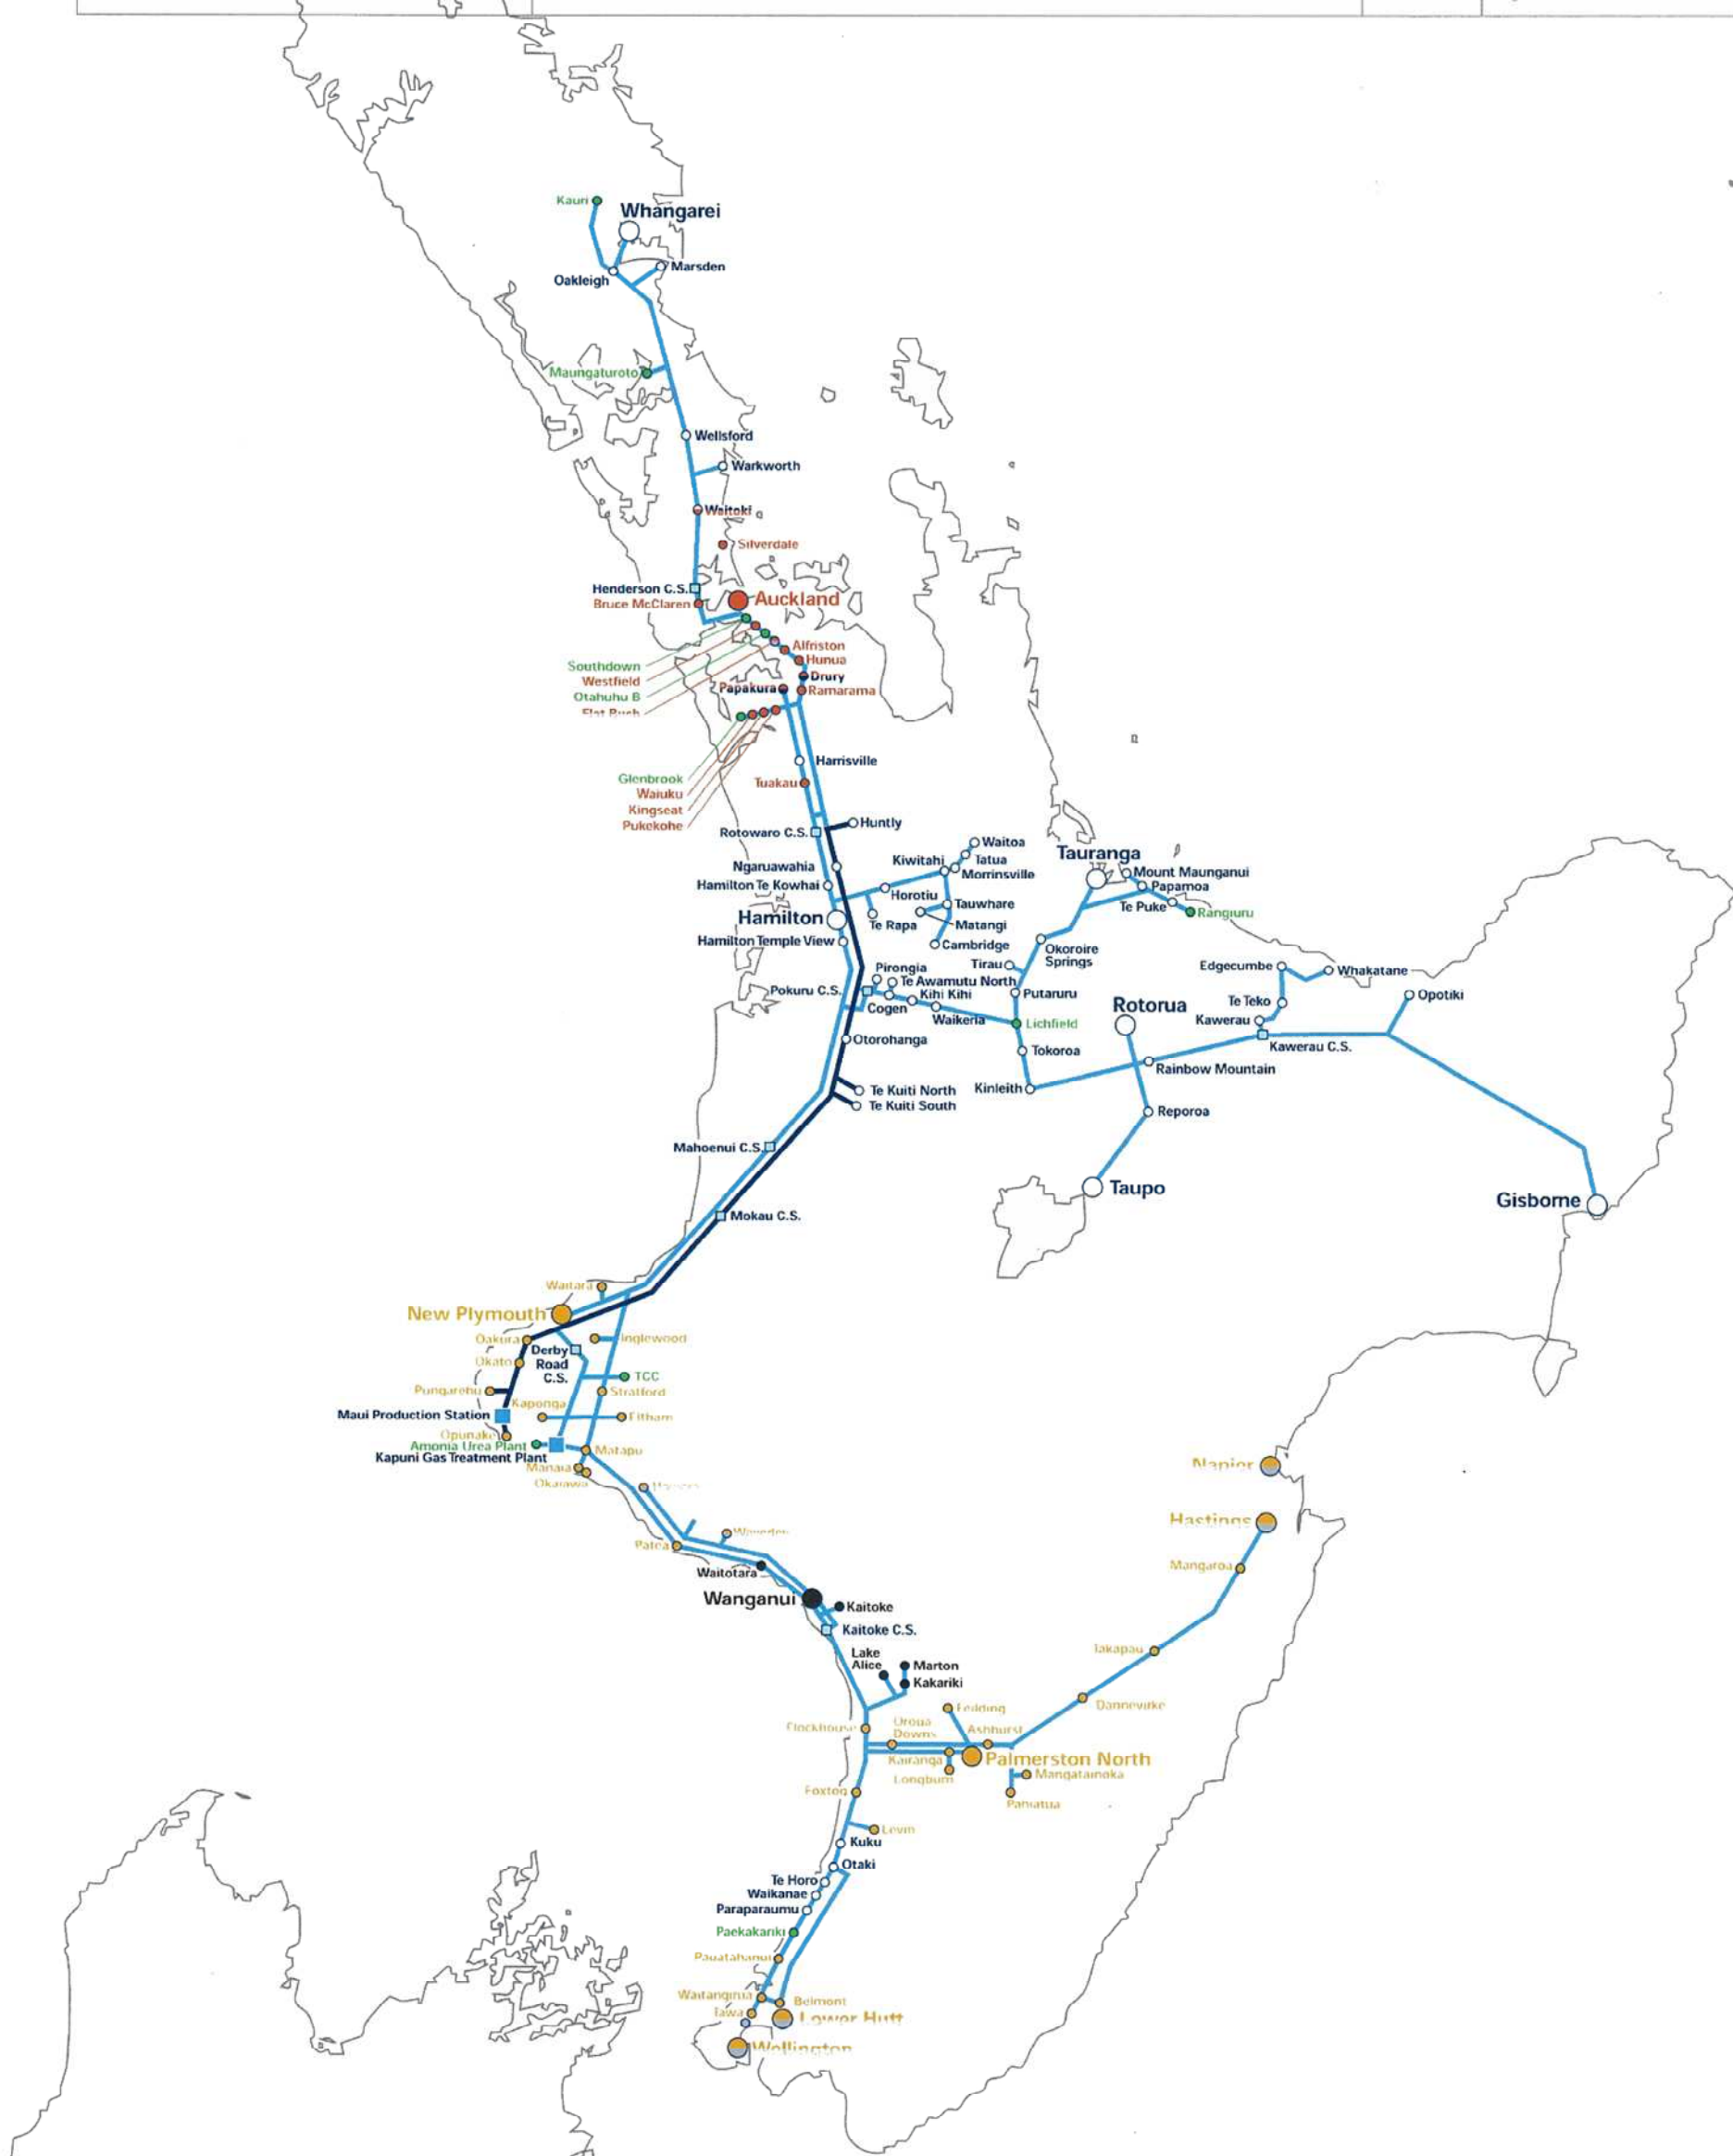 Kauri
Whangarei
Marsden
Oakleigh
Maungaturoto
Wellsford
Warkworth
Waitoki
Silverdale
Henderson C.S.
Auckland
Bruce McClaren
Alfriston
Southdown
Hunua
Westfield
Drury
Otahuhu B
Papakura
Ramarama
Flat Bush
Harrisville
Glenbrook
Tuakau
Waiuku
Kingseat
Pukekohe
Huntly
Rotowaro C.S.
Waitoa
Tauranga
Kiwitahi
Tatua
Ngaruawahia
Morrinsville
Mount Maunganui
Hamilton Te Kowhai
Papamoa
Horotiu
Tauwhare
Te Puke
Rangiuru
Hamilton
Te Rapa
Matangi
Hamilton Temple View
Cambridge
Okoroire
Springs
Tirau
Pirongia
Edgecumbe
Whakatane
Te Awamutu North
Pokuru C.S.
Kihi Kihi
Putaruru
Opotiki
Cogen
Te Teko
Rotorua
Waikeria
Lichfield
Kawerau
Otorohanga
Tokoroa
Kawerau C.S.
Rainbow Mountain
Te Kuiti North
Kinleith
Te Kuiti South
Reporoa
Mahoenui C.S.
Taupo
Gisborne
Mokau C.S.
Waitara
New Plymouth
Oakura
Inglewood
Derby
Road
C.S.
Okato
TCC
Pungarehu
Stratford
Kaponga
Maui Production Station
Eltham
Opunake
Amonia Urea Plant
Matapu
Kapuni Gas Treatment Plant
Manaia
Okaiawa
Napier
Hastings
Waverley
Patea
Mangaroa
Waitotara
Wanganui
Kaitoke
Kaitoke C.S.
Lake
Alice
Takapau
Marton
Kakariki
Feilding
Dannevirke
Oroua
Downs
Flockhouse
Ashhurst
Kairanga
Palmerston North
Longburn
Mangatainoka
Foxton
Pahiatua
Levin
Kuku
Otaki
Te Horo
Waikanae
Paraparaumu
Paekakariki
Pauatahanui
Waitangirua
Belmont
Tawa
Lower Hutt
Wellington